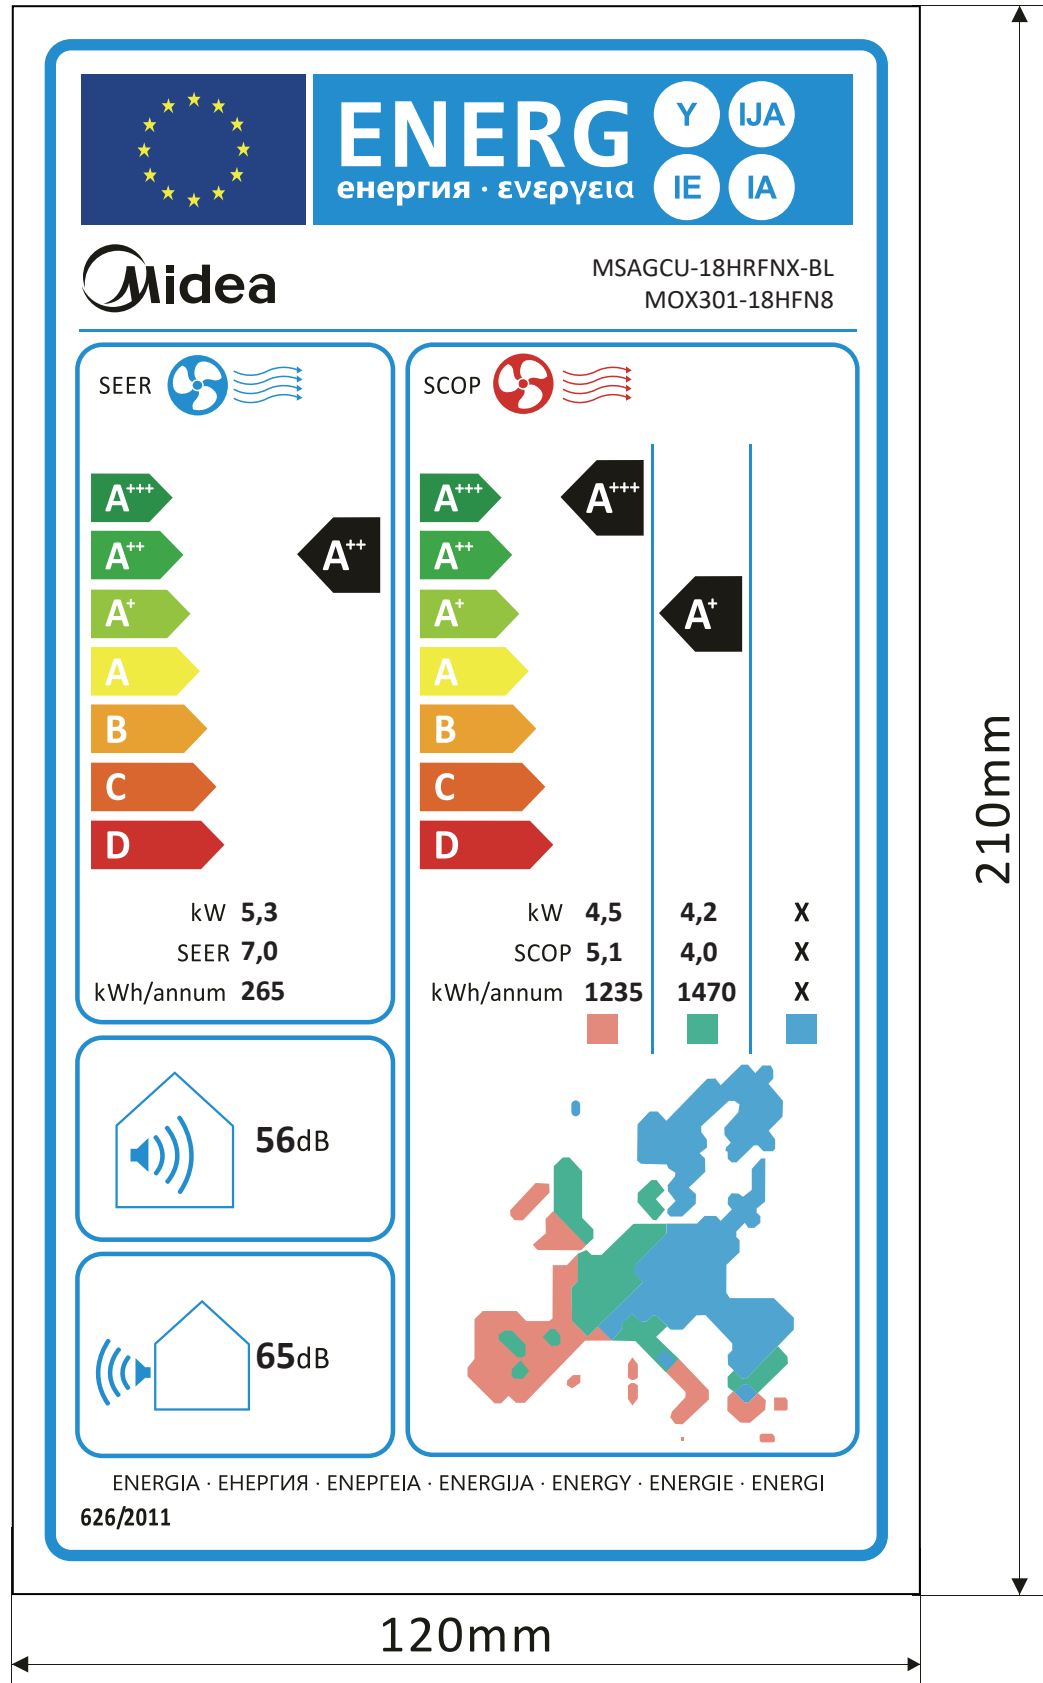 ENERG
енергия · ενεργεια
Y IJA
IE IA
Midea
MSAGCU-18HRFNX-BL
MOX301-18HFN8
SEER
A+++
A++
A+
A
B
C
D
A++
kW 5,3
SEER 7,0
kWh/annum 265
SCOP
A+++
A++
A+
A
B
C
D
A+++
A+
kW 4,5 4,2 X
SCOP 5,1 4,0 X
kWh/annum 1235 1470 X
56dB
65dB
ENERGIA · ЕНЕРГИЯ · ΕΝΕΡΓΕΙΑ · ENERGIJA · ENERGY · ENERGIE · ENERGI
626/2011
210mm
120mm